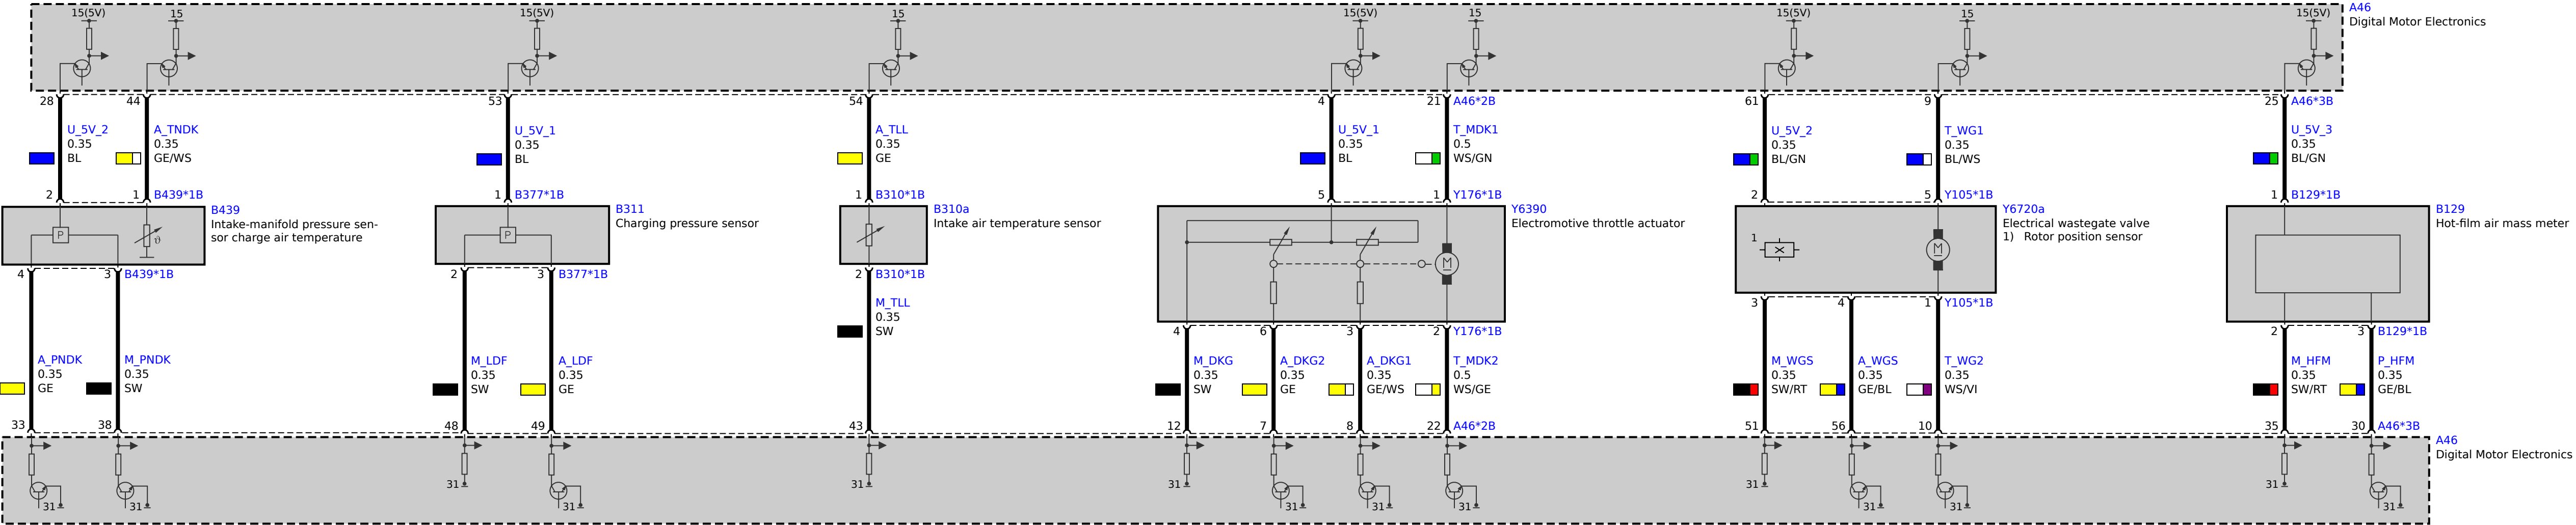 15(5V)
15
15(5V)
15
15(5V)
15
15(5V)
15
15(5V)
A46
Digital Motor Electronics
28
44
53
54
4
21
A46*2B
61
9
25
A46*3B
U_5V_2
0.35
BL
A_TNDK
0.35
GE/WS
U_5V_1
0.35
BL
A_TLL
0.35
GE
U_5V_1
0.35
BL
T_MDK1
0.5
WS/GN
U_5V_2
0.35
BL/GN
T_WG1
0.35
BL/WS
U_5V_3
0.35
BL/GN
2
1
B439*1B
1
B377*1B
1
B310*1B
5
1
Y176*1B
2
5
Y105*1B
1
B129*1B
P
ϑ
B439
Intake-manifold pressure sen-
sor charge air temperature
P
B311
Charging pressure sensor
B310a
Intake air temperature sensor
M
Y6390
Electromotive throttle actuator
1
X
M
Y6720a
Electrical wastegate valve
1) Rotor position sensor
B129
Hot-film air mass meter
4
3
B439*1B
2
3
B377*1B
2
B310*1B
4
6
3
2
Y176*1B
3
4
1
Y105*1B
2
3
B129*1B
A_PNDK
0.35
GE
M_PNDK
0.35
SW
M_LDF
0.35
SW
A_LDF
0.35
GE
M_TLL
0.35
SW
M_DKG
0.35
SW
A_DKG2
0.35
GE
A_DKG1
0.35
GE/WS
T_MDK2
0.5
WS/GE
M_WGS
0.35
SW/RT
A_WGS
0.35
GE/BL
T_WG2
0.35
WS/VI
M_HFM
0.35
SW/RT
P_HFM
0.35
GE/BL
33
38
48
49
43
12
7
8
22
A46*2B
51
56
10
35
30
A46*3B
A46
Digital Motor Electronics
31
31
31
31
31
31
31
31
31
31
31
31
31
31